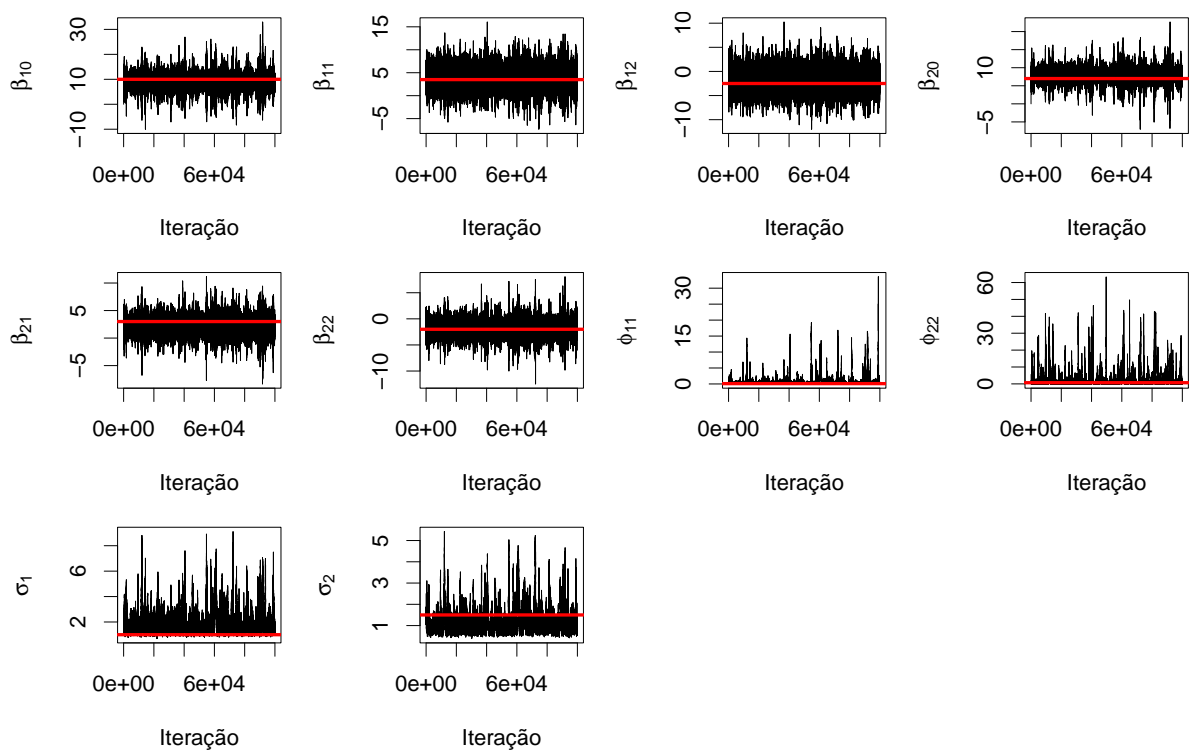 β10
−10 10 30
0e+00 6e+04
Iteração
β11
−5 5 15
0e+00 6e+04
Iteração
β12
−10 0 10
0e+00 6e+04
Iteração
β20
−5 10
0e+00 6e+04
Iteração
β21
−5 5
0e+00 6e+04
Iteração
β22
−10 0
0e+00 6e+04
Iteração
ϕ11
0 15 30
0e+00 6e+04
Iteração
ϕ22
0 30 60
0e+00 6e+04
Iteração
σ1
2 6
0e+00 6e+04
Iteração
σ2
1 3 5
0e+00 6e+04
Iteração